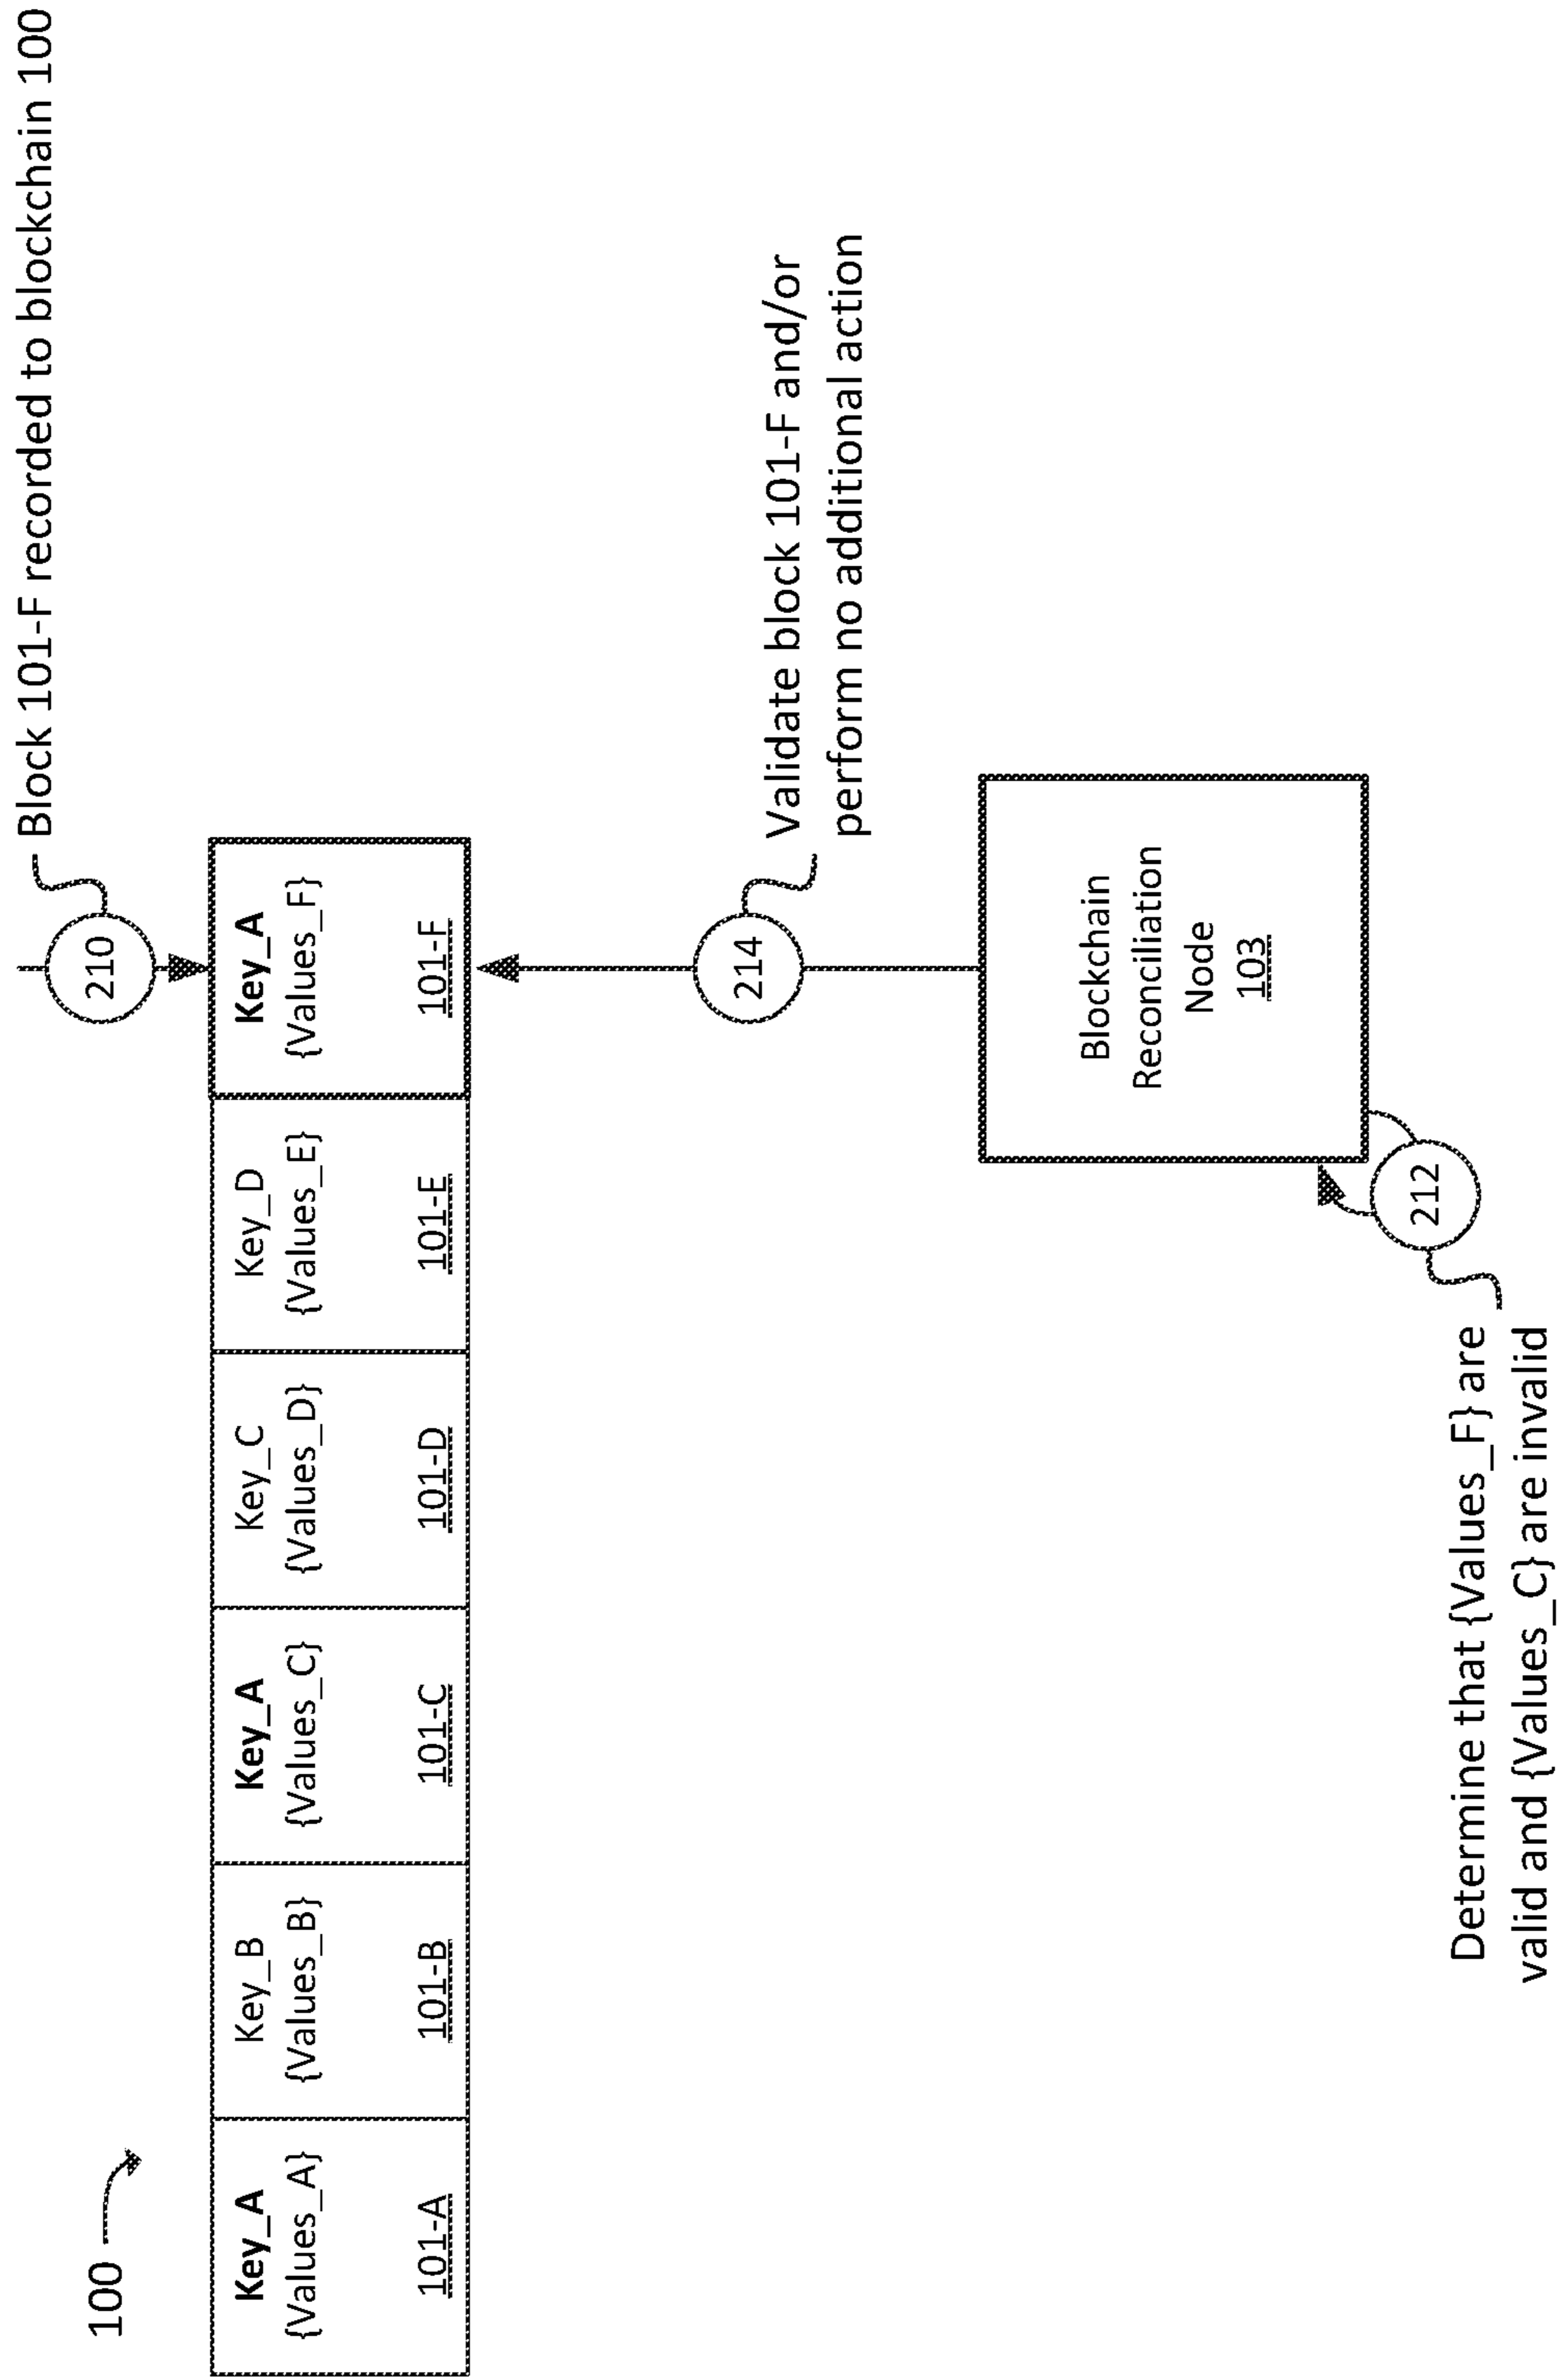 100
Block 101-F recorded to blockchain 100
210
Key_A
{Values_A}
101-A
Key_B
{Values_B}
101-B
Key_A
{Values_C}
101-C
Key_C
{Values_D}
101-D
Key_D
{Values_E}
101-E
Key_A
{Values_F}
101-F
214
Validate block 101-F and/or
perform no additional action
Blockchain
Reconciliation
Node
103
212
Determine that {Values_F} are
valid and {Values_C} are invalid